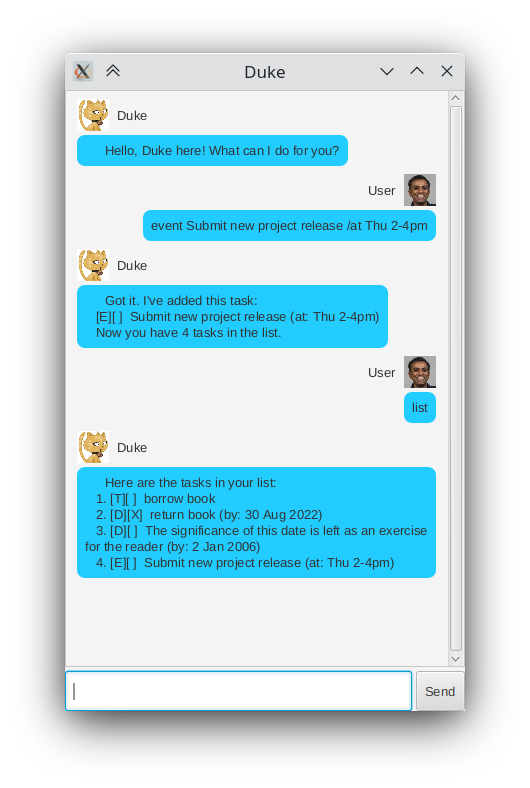 Duke
Duke
Hello, Duke here! What can I do for you?
User
event Submit new project release /at Thu 2-4pm
Duke
Got it. I've added this task:
[E][ ]  Submit new project release (at: Thu 2-4pm)
Now you have 4 tasks in the list.
User
list
Duke
Here are the tasks in your list:
1. [T][ ]  borrow book
2. [D][X]  return book (by: 30 Aug 2022)
3. [D][ ]  The significance of this date is left as an exercise
for the reader (by: 2 Jan 2006)
4. [E][ ]  Submit new project release (at: Thu 2-4pm)
Send